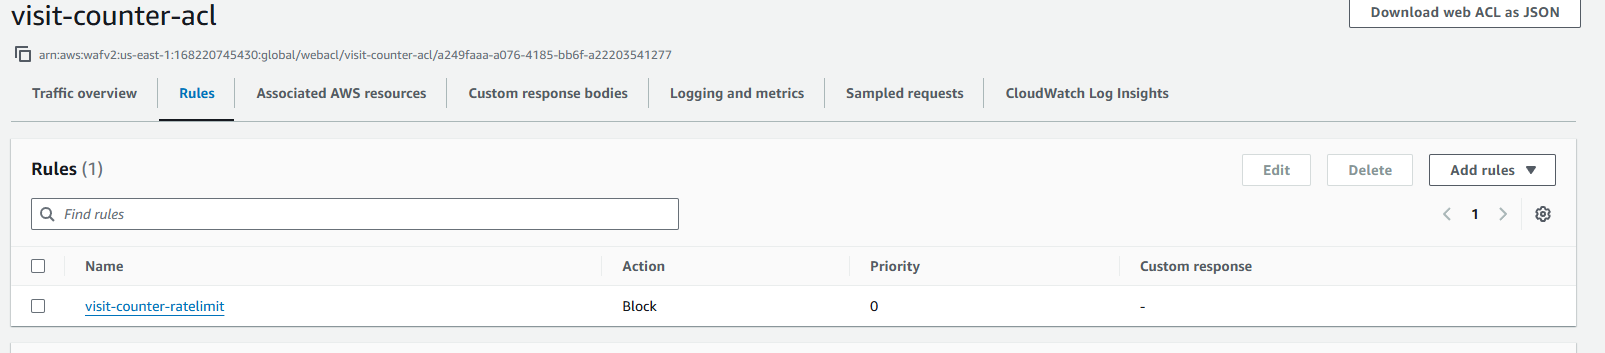 visit-counter-acl
Download web ACL as JSON
arn:aws:wafv2:us-east-1:168220745430:global/webacl/visit-counter-acl/a249faaa-a076-4185-bb6f-a22203541277
Traffic overview Rules Associated AWS resources Custom response bodies Logging and metrics Sampled requests CloudWatch Log Insights
Rules (1)
Edit Delete Add rules
Find rules
1
Name Action Priority Custom response
visit-counter-ratelimit Block 0 -